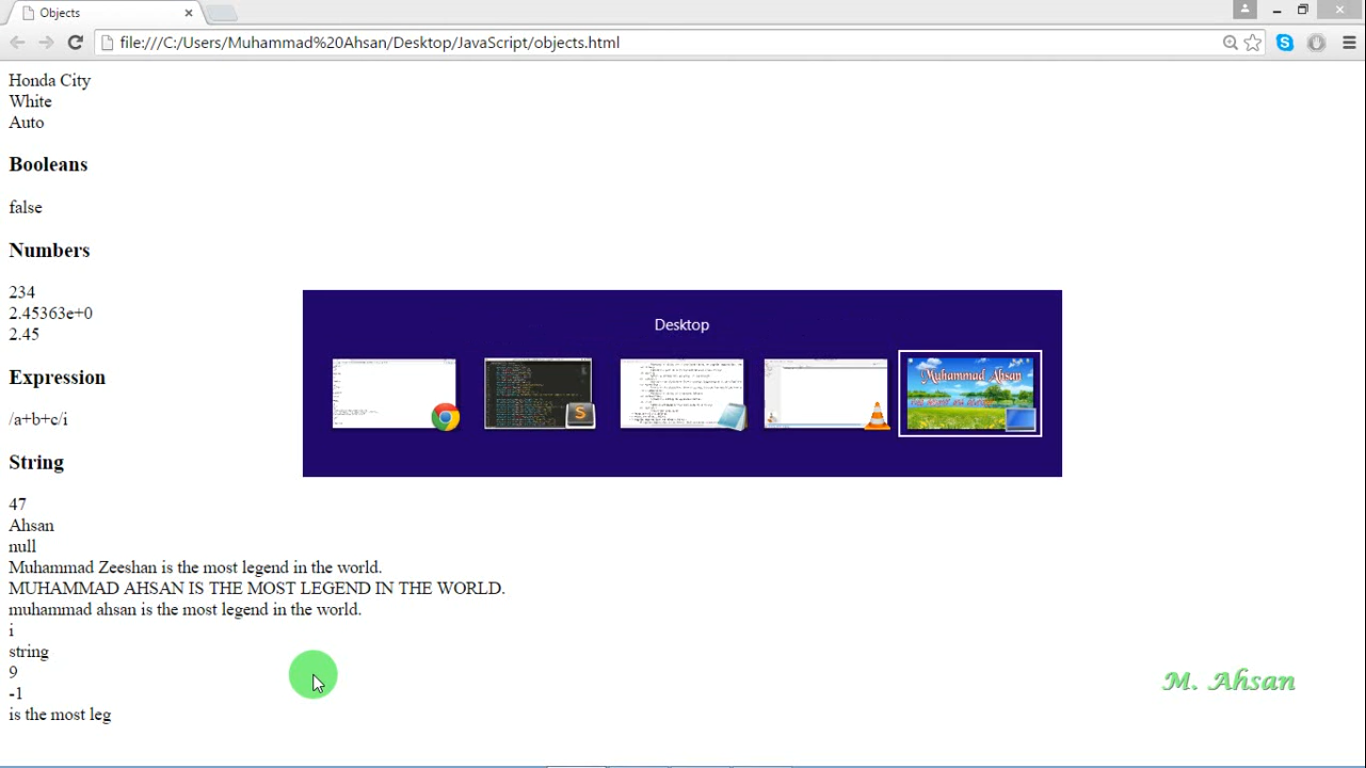 Objects
file:///C:/Users/Muhammad%20Ahsan/Desktop/JavaScript/objects.html
Honda City
White
Auto
Booleans
false
Numbers
234
2.45363e+0
2.45
Expression
/a+b+c/i
String
47
Ahsan
null
Muhammad Zeeshan is the most legend in the world.
MUHAMMAD AHSAN IS THE MOST LEGEND IN THE WORLD.
muhammad ahsan is the most legend in the world.
i
string
9
-1
is the most leg
Desktop
S
Muhammad Ahsan
M. Ahsan